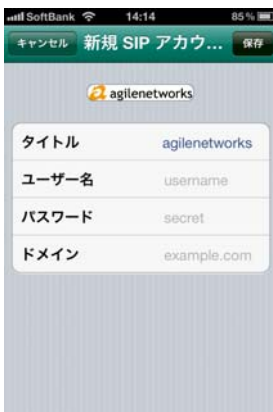 SoftBank 14:14 85%
キャンセル 新規 SIP アカウ... 保存
agilenetworks
タイトル agilenetworks
ユーザー名 username
パスワード secret
ドメイン example.com